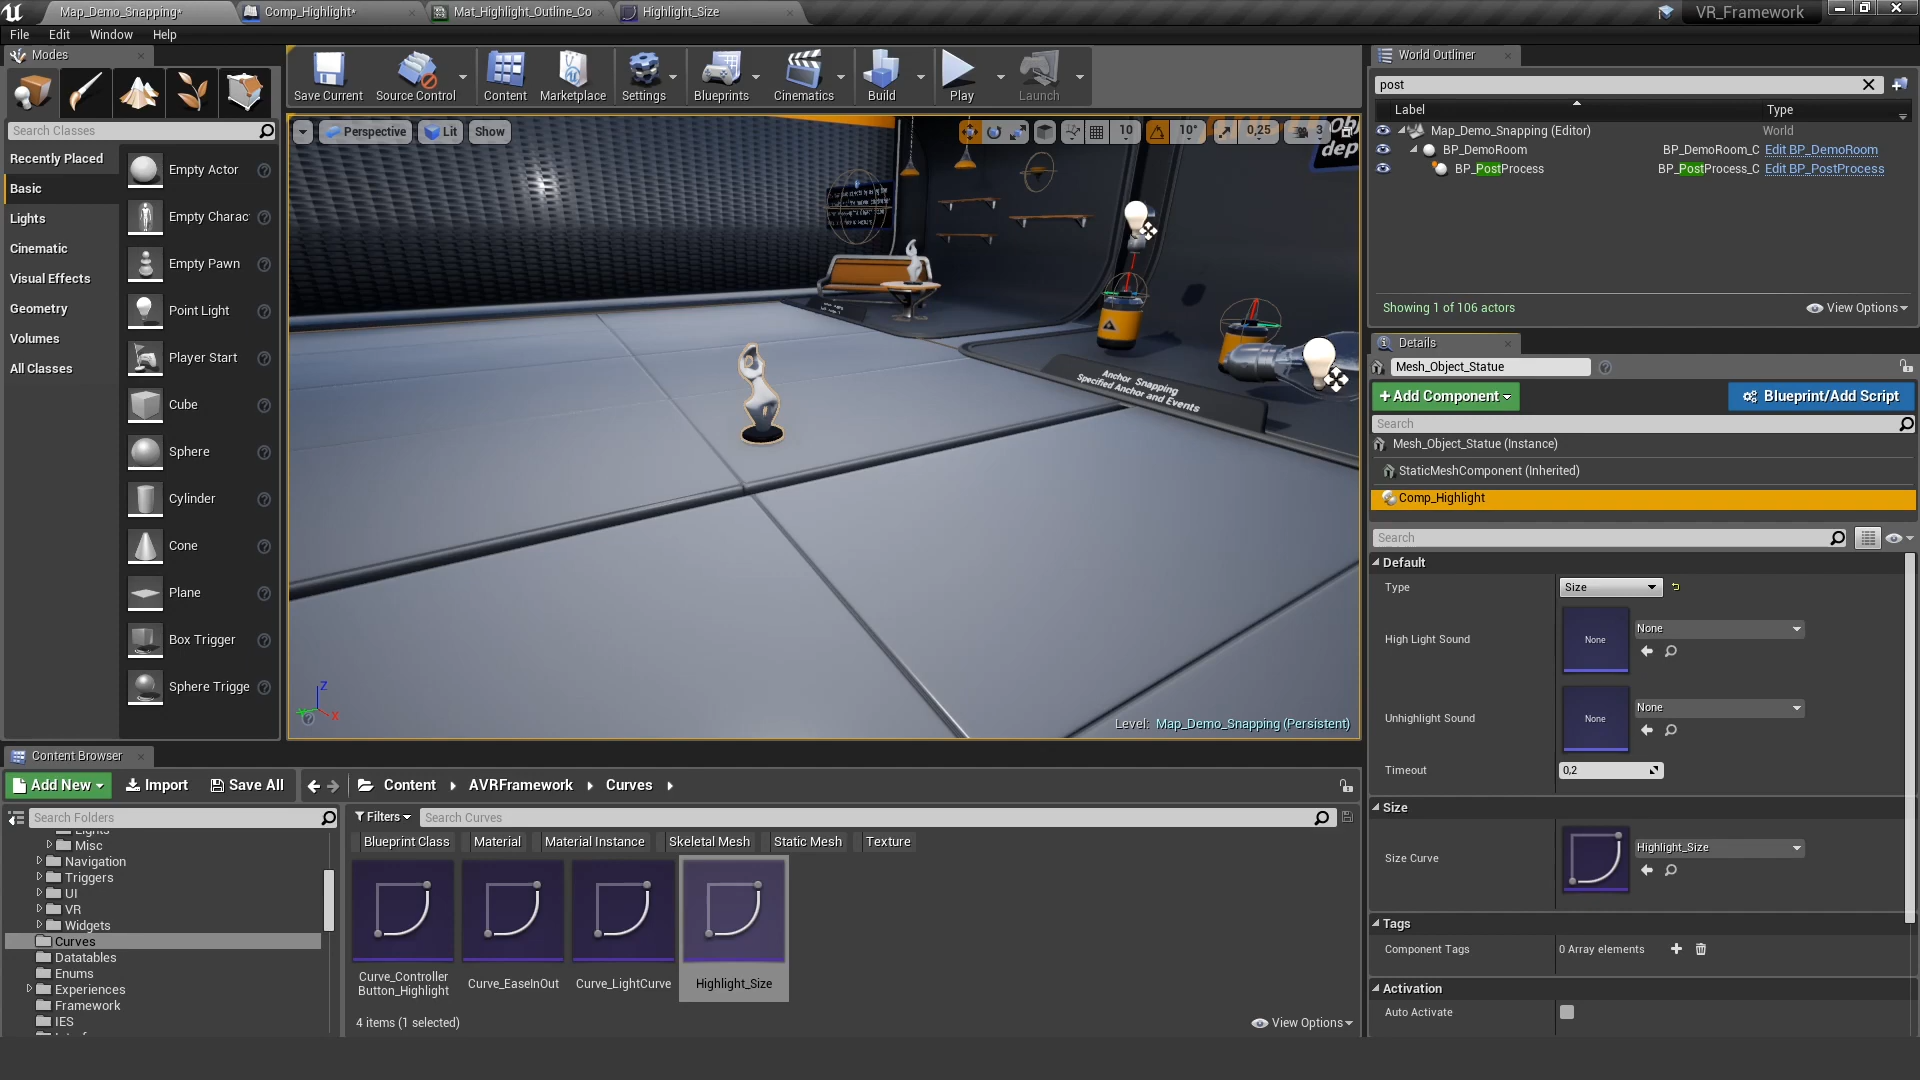 Map_Demo_Snapping*
Comp_Highlight*
Mat_Highlight_Outline_Co
Highlight_Size
VR_Framework
File
Edit
Window
Help
Modes
Search Classes
Recently Placed
Basic
Lights
Cinematic
Visual Effects
Geometry
Volumes
All Classes
Empty Actor
Empty Charac
Empty Pawn
Point Light
Player Start
Cube
Sphere
Cylinder
Cone
Plane
Box Trigger
Sphere Trigge
Save Current
Source Control
Content
Marketplace
Settings
Blueprints
Cinematics
Build
Play
Launch
Perspective
Lit
Show
10
10°
0,25
3
Anchor Snapping
Specified Anchor and Events
Level: Map_Demo_Snapping (Persistent)
Z
X
World Outliner
post
Label
Type
Map_Demo_Snapping (Editor)
World
BP_DemoRoom
BP_DemoRoom_C
Edit BP_DemoRoom
BP_PostProcess
BP_PostProcess_C
Edit BP_PostProcess
Showing 1 of 106 actors
View Options
Details
Mesh_Object_Statue
+Add Component
Blueprint/Add Script
Search
Mesh_Object_Statue (Instance)
StaticMeshComponent (Inherited)
Comp_Highlight
Search
Default
Type
Size
High Light Sound
None
None
Unhighlight Sound
None
None
Timeout
0,2
Size
Size Curve
Highlight_Size
Tags
Component Tags
0 Array elements
Activation
Auto Activate
Content Browser
Add New
Import
Save All
Content
AVRFramework
Curves
Search Folders
Lights
Misc
Navigation
Triggers
UI
VR
Widgets
Curves
Datatables
Enums
Experiences
Framework
IES
Filters
Search Curves
Blueprint Class
Material
Material Instance
Skeletal Mesh
Static Mesh
Texture
Curve_Controller
Button_Highlight
Curve_EaseInOut
Curve_LightCurve
Highlight_Size
4 items (1 selected)
View Options